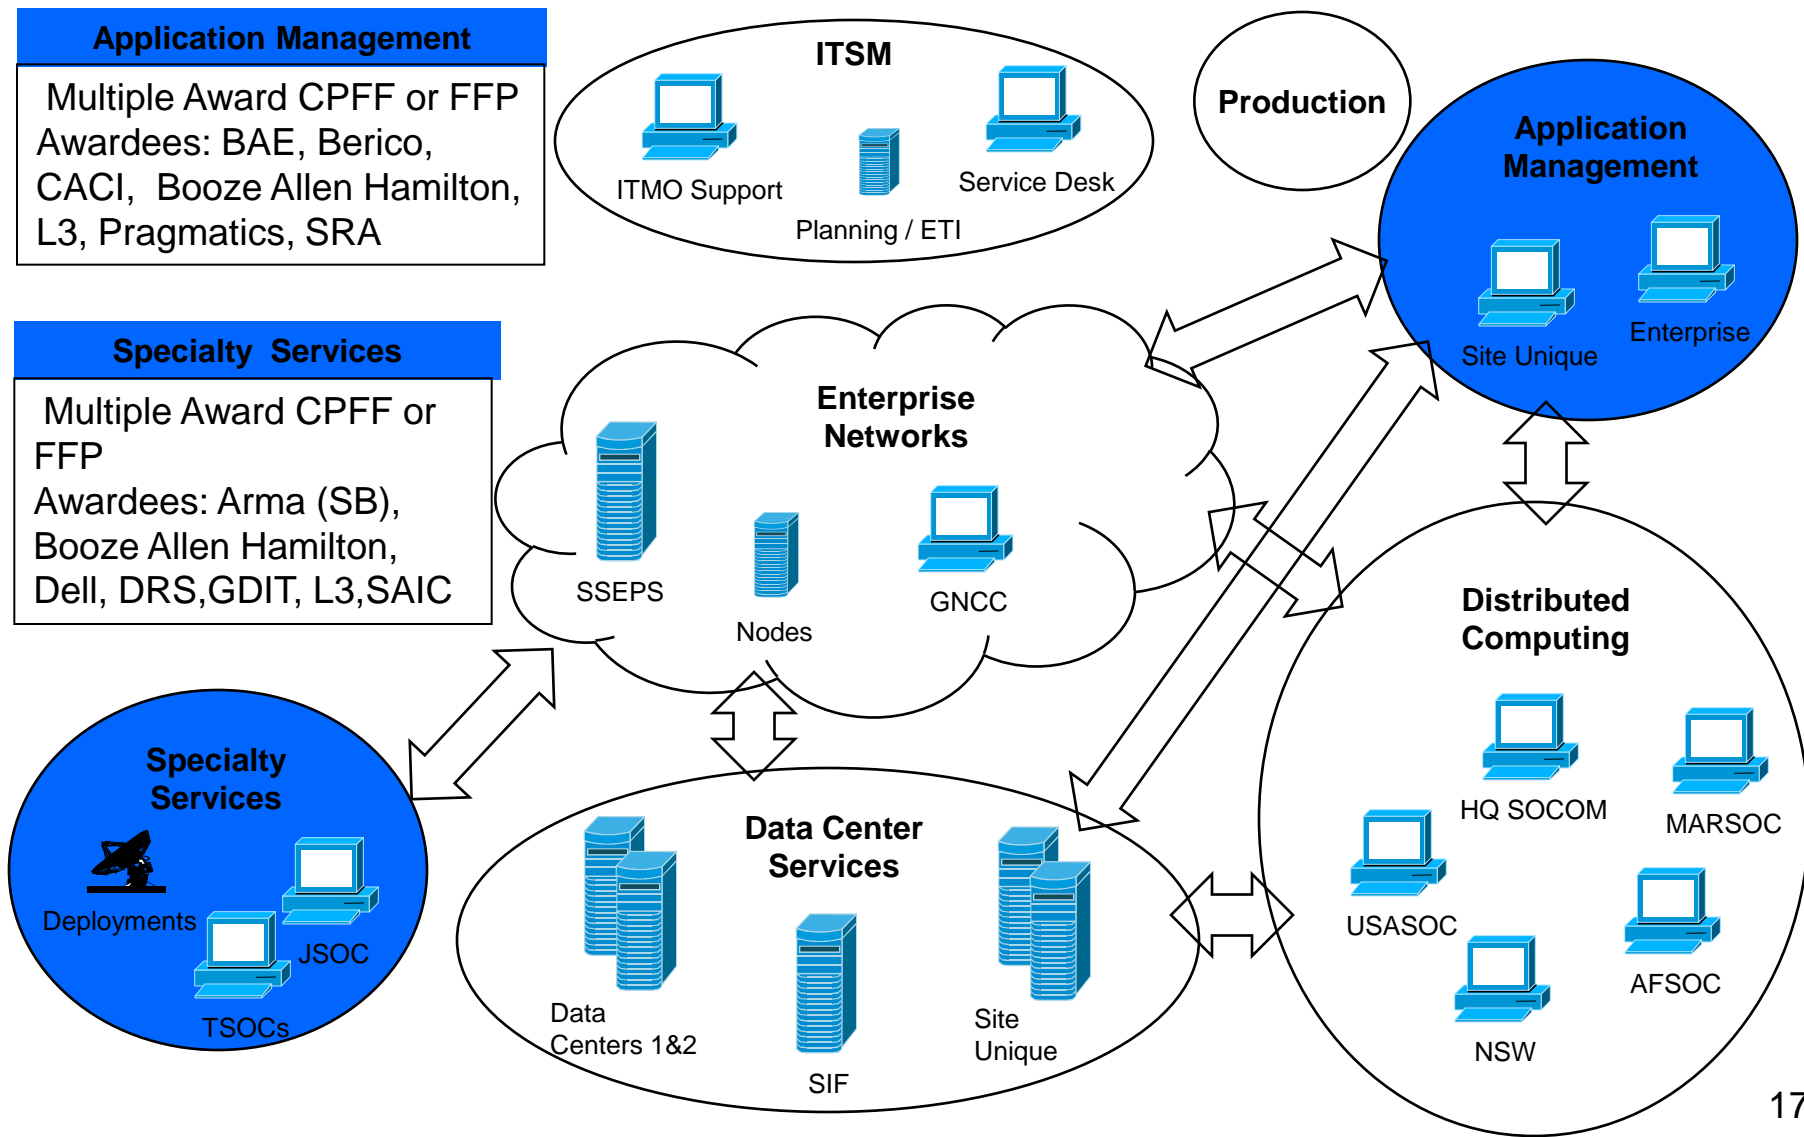 Application Management
Multiple Award CPFF or FFP
Awardees: BAE, Berico,
CACI, Booze Allen Hamilton,
L3, Pragmatics, SRA
ITSM
ITMO Support
Planning / ETI
Service Desk
Production
Application
Management
Site Unique
Enterprise
Specialty Services
Multiple Award CPFF or
FFP
Awardees: Arma (SB),
Booze Allen Hamilton,
Dell, DRS,GDIT, L3,SAIC
Enterprise
Networks
SSEPS
Nodes
GNCC
Distributed
Computing
HQ SOCOM
MARSOC
USASOC
AFSOC
NSW
Specialty
Services
Deployments
JSOC
TSOCs
Data Center
Services
Data
Centers 1&2
SIF
Site
Unique
17